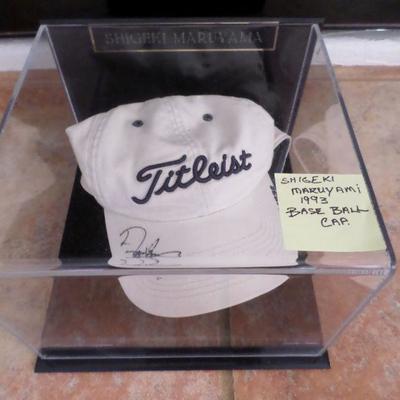 SHIGEKI MARUYAMA
Titleist
SHIGEKI
MARUYAMI
1993
BASE BALL
CAP.